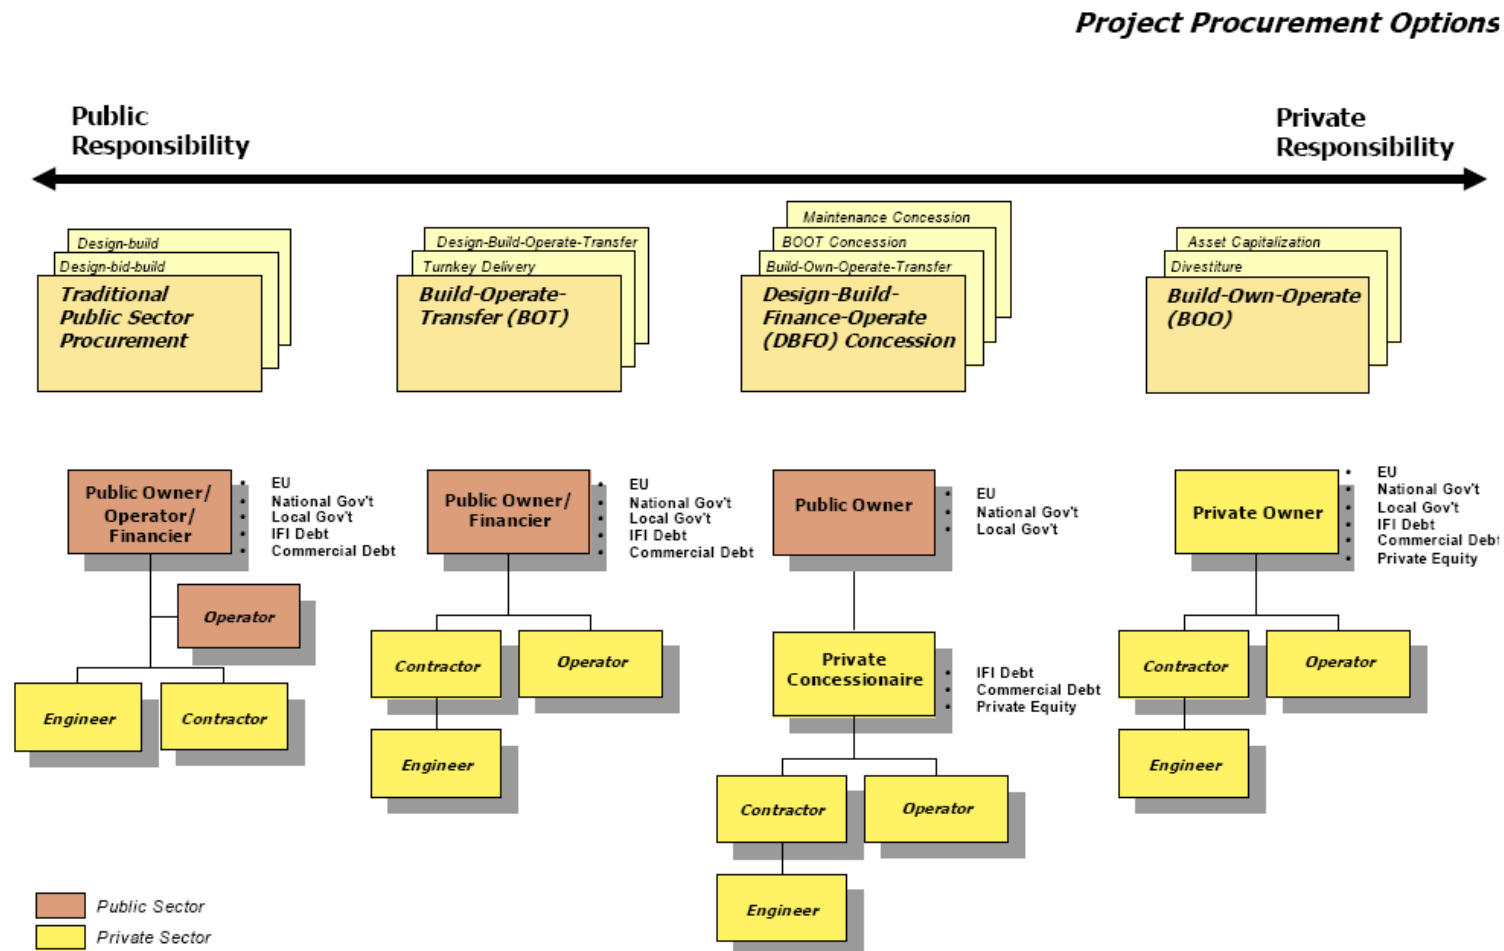 Project Procurement Options
Public
Responsibility
Private
Responsibility
Design-build
Design-bid-build
Traditional
Public Sector
Procurement
Design-Build-Operate-Transfer
Turnkey Delivery
Build-Operate-
Transfer (BOT)
Maintenance Concession
BOOT Concession
Build-Own-Operate-Transfer
Design-Build-
Finance-Operate
(DBFO) Concession
Asset Capitalization
Divestiture
Build-Own-Operate
(BOO)
Public Owner/
Operator/
Financier
• EU
• National Gov't
• Local Gov't
• IFI Debt
• Commercial Debt
Operator
Engineer
Contractor
Public Owner/
Financier
• EU
• National Gov't
• Local Gov't
• IFI Debt
• Commercial Debt
Contractor
Operator
Engineer
Public Owner
• EU
• National Gov't
• Local Gov't
Private
Concessionaire
• IFI Debt
• Commercial Debt
• Private Equity
Contractor
Operator
Engineer
Private Owner
• EU
• National Gov't
• Local Gov't
• IFI Debt
• Commercial Debt
• Private Equity
Contractor
Operator
Engineer
Public Sector
Private Sector